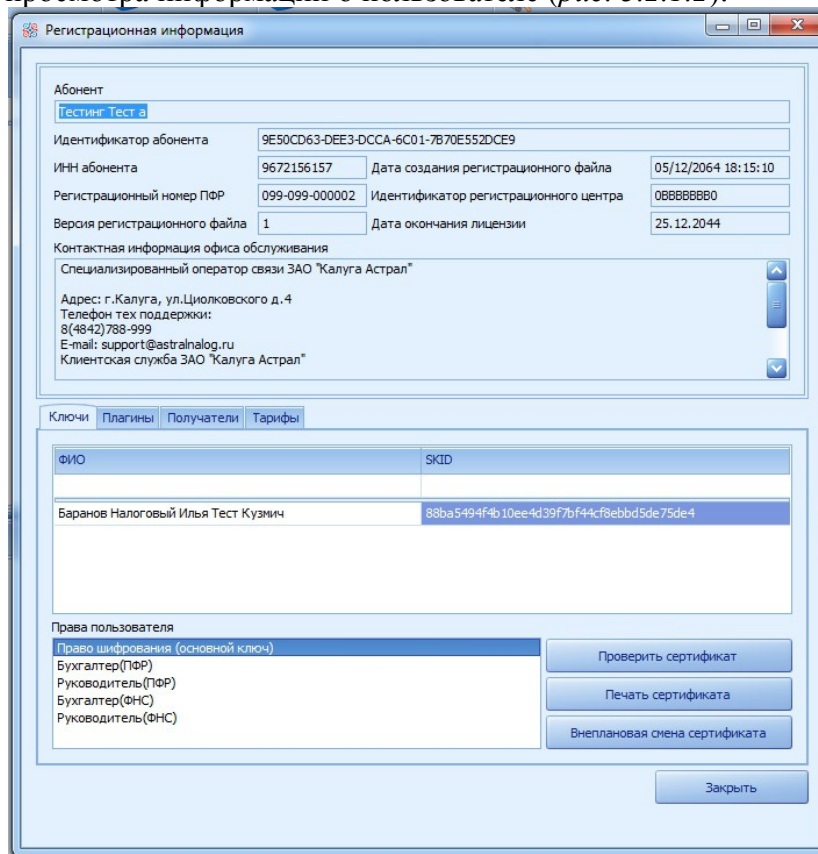 просмотра информации о пользователе (рис. 3.2.1.2).
Регистрационная информация
Абонент
Тестинг Тест а
Идентификатор абонента 9E50CD63-DEE3-DCCA-6C01-7B70E552DCE9
ИНН абонента 9672156157 Дата создания регистрационного файла 05/12/2064 18:15:10
Регистрационный номер ПФР 099-099-000002 Идентификатор регистрационного центра 0BBBBBBB0
Версия регистрационного файла 1 Дата окончания лицензии 25.12.2044
Контактная информация офиса обслуживания
Специализированный оператор связи ЗАО "Калуга Астрал"
Адрес: г.Калуга, ул.Циолковского д.4
Телефон тех поддержки:
8(4842)788-999
E-mail: support@astralnalog.ru
Клиентская служба ЗАО "Калуга Астрал"
Ключи Плагины Получатели Тарифы
ФИО SKID
Баранов Налоговый Илья Тест Кузмич 88ba5494f4b10ee4d39f7bf44cf8ebbd5de75de4
Права пользователя
Право шифрования (основной ключ)
Бухгалтер(ПФР)
Руководитель(ПФР)
Бухгалтер(ФНС)
Руководитель(ФНС)
Проверить сертификат
Печать сертификата
Внеплановая смена сертификата
Закрыть